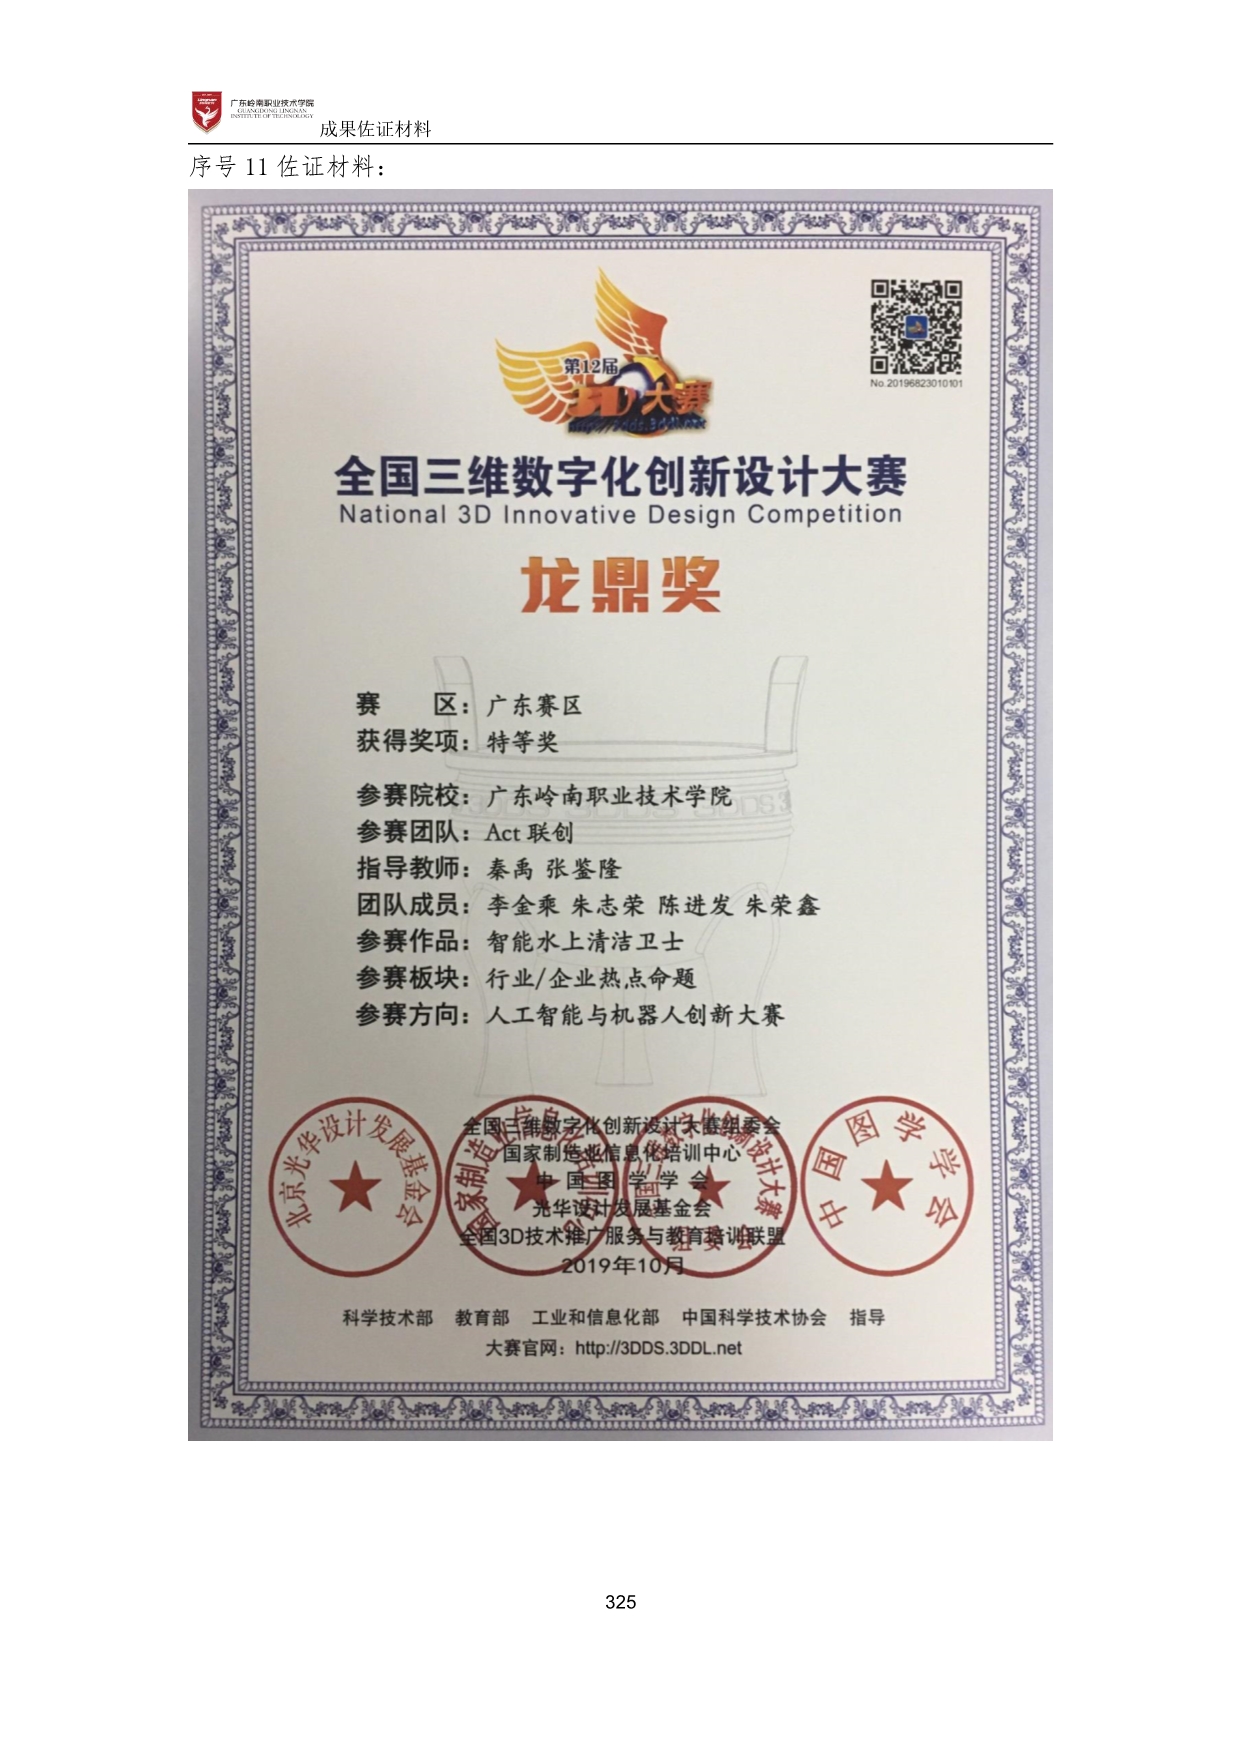 广东岭南职业技术学院
GUANGDONG LINGNAN
INSTITUTE OF TECHNOLOGY
成果佐证材料
序号 11 佐证材料：
第12届
3D大赛
No.20196823010101
全国三维数字化创新设计大赛
National 3D Innovative Design Competition
龙鼎奖
赛 区：广东赛区
获得奖项：特等奖
参赛院校：广东岭南职业技术学院
参赛团队：Act 联创
指导教师：秦禹 张鉴隆
团队成员：李金乘 朱志荣 陈进发 朱荣鑫
参赛作品：智能水上清洁卫士
参赛板块：行业/企业热点命题
参赛方向：人工智能与机器人创新大赛
北京光华设计发展基金会
中国图学学会
全国三维数字化创新设计大赛组委会
国家制造业信息化培训中心
中 国 图 学 学 会
光华设计发展基金会
全国3D技术推广服务与教育培训联盟
2019年10月
科学技术部 教育部 工业和信息化部 中国科学技术协会 指导
大赛官网：http://3DDS.3DDL.net
325